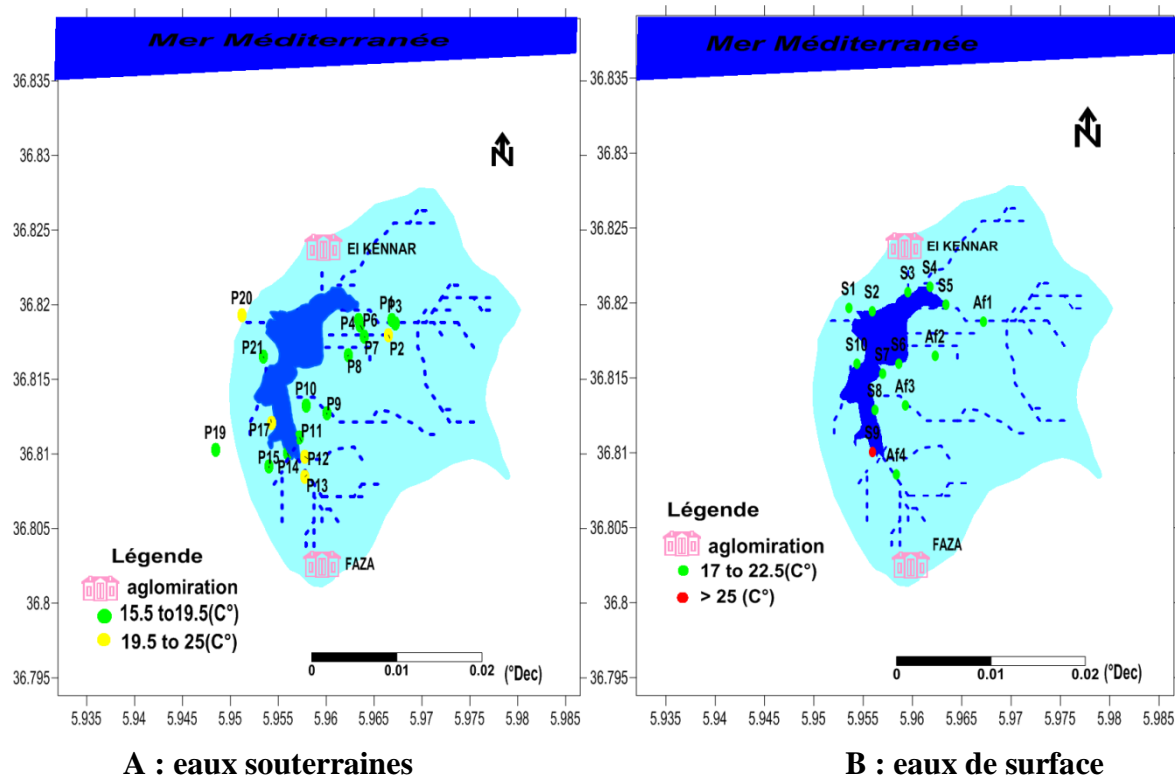 Mer Méditerranée
36.835
36.83
36.825
36.82
36.815
36.81
36.805
36.8
36.795
N
El KENNAR
P20
P21
P4
P6
P3
P7
P2
P8
P10
P9
P17
P11
P19
P15
P14
P12
P13
FAZA
Légende
aglomiration
15.5 to19.5(C°)
19.5 to 25(C°)
0 0.01 0.02 (°Dec)
5.935 5.94 5.945 5.95 5.955 5.96 5.965 5.97 5.975 5.98 5.985
A : eaux souterraines
Mer Méditerranée
36.835
36.83
36.825
36.82
36.815
36.81
36.805
36.8
36.795
N
El KENNAR
S1
S2
S3
S4
S5
Af1
S10
S7
S6
Af2
S8
Af3
S9
Af4
FAZA
Légende
aglomiration
17 to 22.5(C°)
> 25 (C°)
0 0.01 0.02 (°Dec)
5.935 5.94 5.945 5.95 5.955 5.96 5.965 5.97 5.975 5.98 5.985
B : eaux de surface